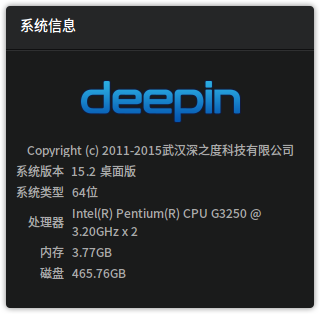 系统信息
deepin
Copyright (c) 2011-2015武汉深之度科技有限公司
系统版本 15.2 桌面版
系统类型 64位
处理器 Intel(R) Pentium(R) CPU G3250 @
3.20GHz x 2
内存 3.77GB
磁盘 465.76GB